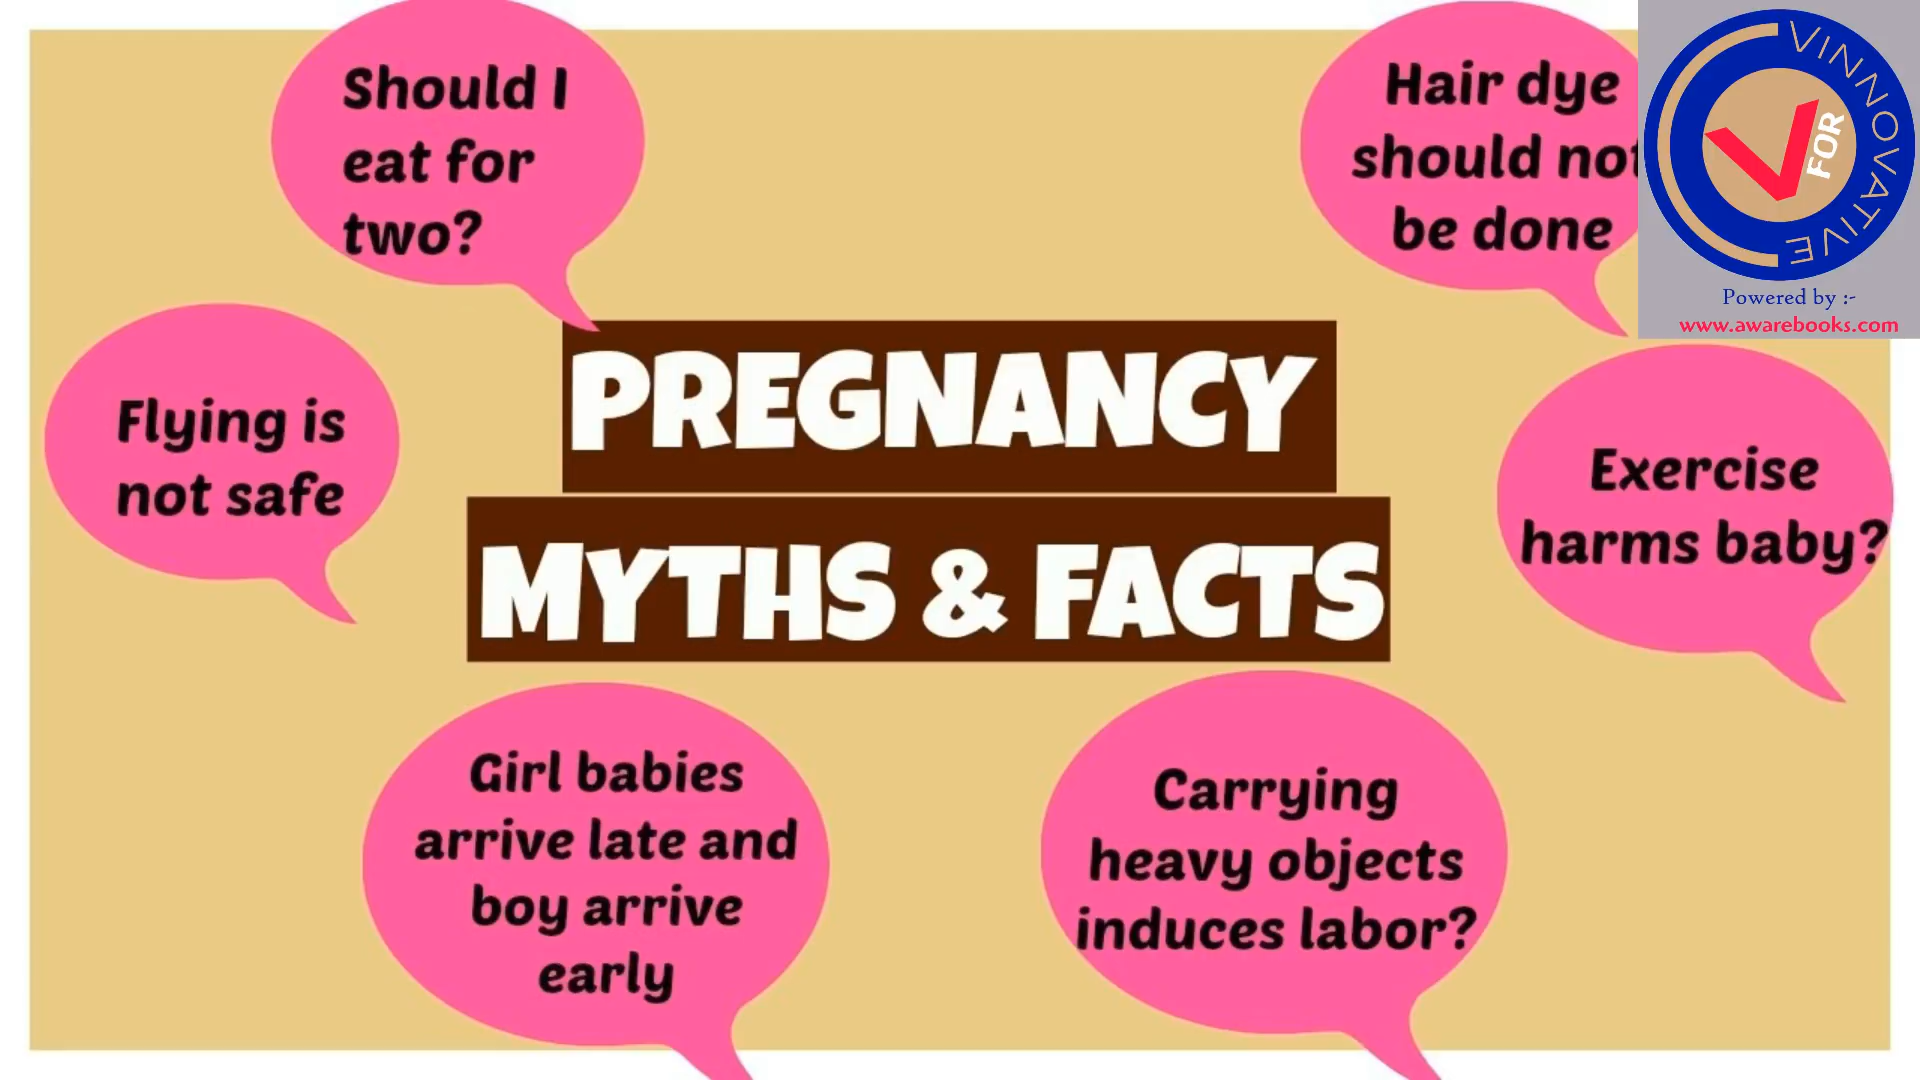 Should I
eat for
two?
Hair dye
should not
be done
VINNOVATIVE
V FOR
Powered by :-
www.awarebooks.com
Flying is
not safe
PREGNANCY
MYTHS & FACTS
Exercise
harms baby?
Girl babies
arrive late and
boy arrive
early
Carrying
heavy objects
induces labor?